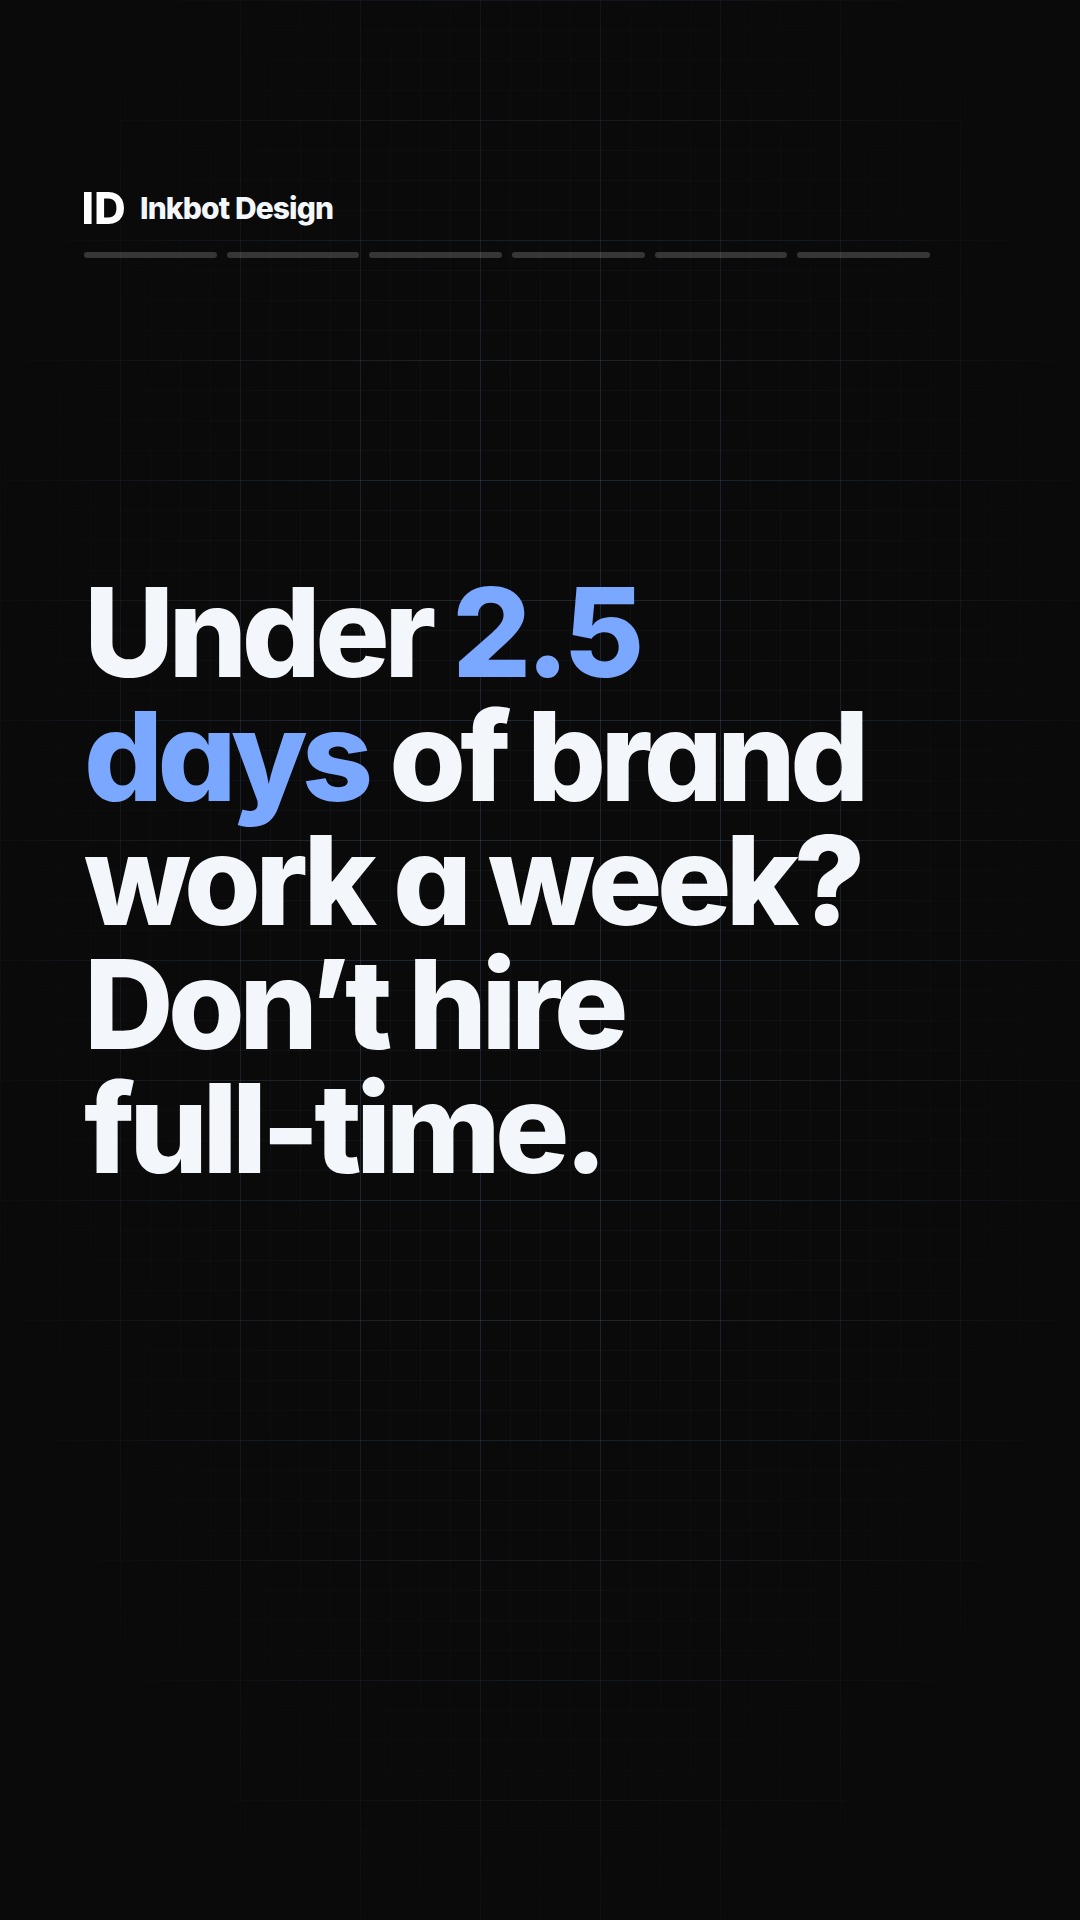 ID Inkbot Design
Under 2.5
days of brand
work a week?
Don’t hire
full-time.